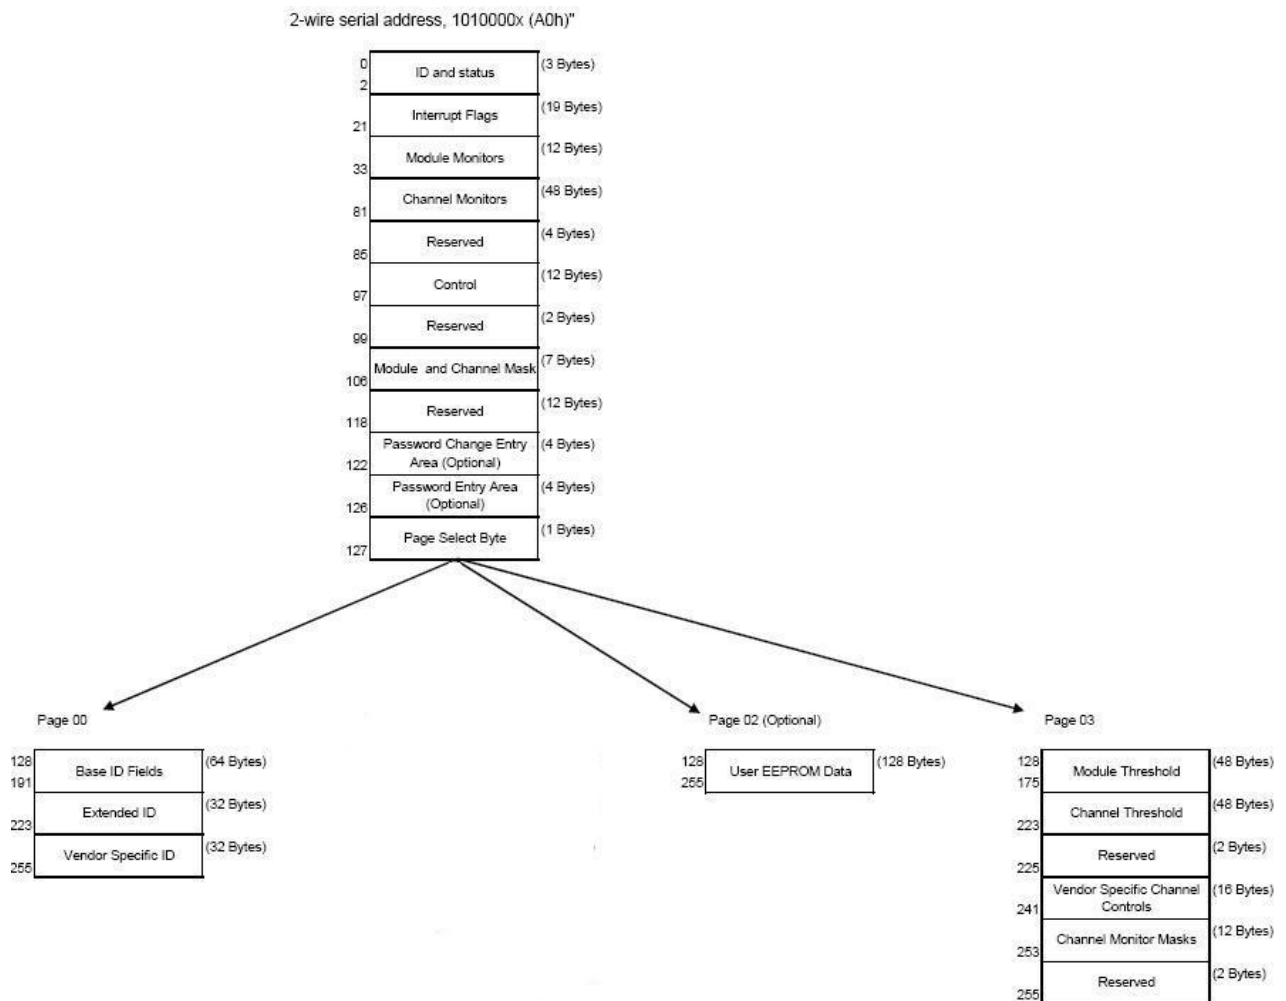 2-wire serial address, 1010000x (A0h)"
0
2
ID and status
(3 Bytes)
21
Interrupt Flags
(19 Bytes)
33
Module Monitors
(12 Bytes)
81
Channel Monitors
(48 Bytes)
85
Reserved
(4 Bytes)
97
Control
(12 Bytes)
99
Reserved
(2 Bytes)
106
Module and Channel Mask
(7 Bytes)
118
Reserved
(12 Bytes)
122
Password Change Entry
Area (Optional)
(4 Bytes)
126
Password Entry Area
(Optional)
(4 Bytes)
127
Page Select Byte
(1 Bytes)
Page 00
128
191
Base ID Fields
(64 Bytes)
223
Extended ID
(32 Bytes)
255
Vendor Specific ID
(32 Bytes)
Page 02 (Optional)
128
255
User EEPROM Data
(128 Bytes)
Page 03
128
175
Module Threshold
(48 Bytes)
223
Channel Threshold
(48 Bytes)
225
Reserved
(2 Bytes)
241
Vendor Specific Channel
Controls
(16 Bytes)
253
Channel Monitor Masks
(12 Bytes)
255
Reserved
(2 Bytes)